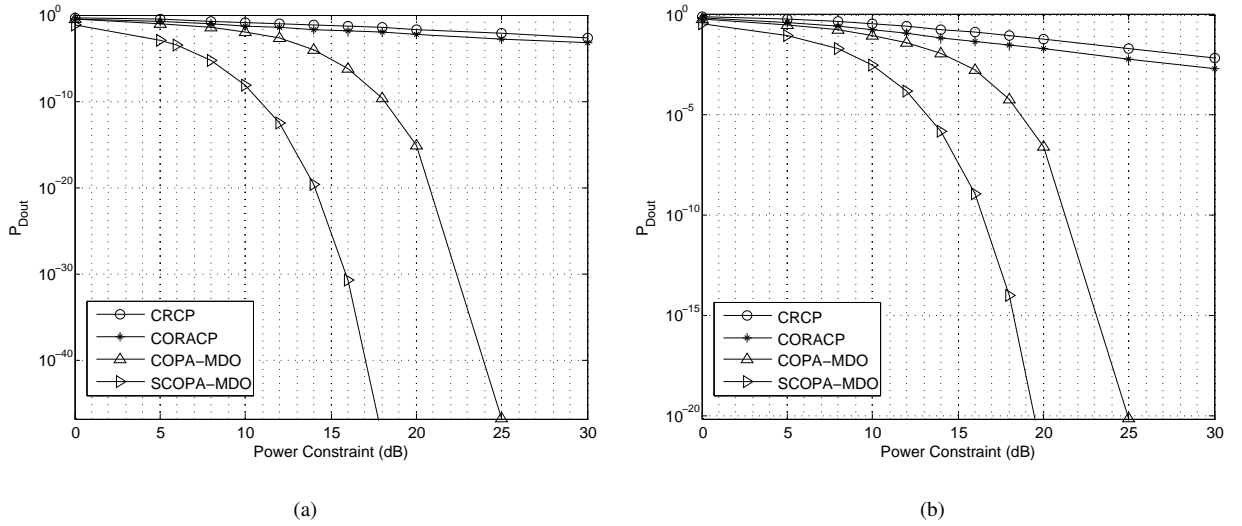 10^0
10^−10
10^−20
10^−30
10^−40
P_Dout
0 5 10 15 20 25 30
Power Constraint (dB)
CRCP
CORACP
COPA−MDO
SCOPA−MDO
(a)
10^0
10^−5
10^−10
10^−15
10^−20
P_Dout
0 5 10 15 20 25 30
Power Constraint (dB)
CRCP
CORACP
COPA−MDO
SCOPA−MDO
(b)